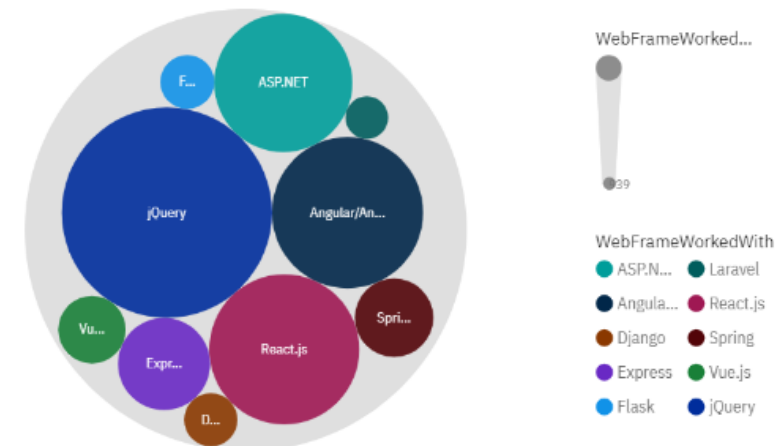 F...
ASP.NET
jQuery
Angular/An...
Vu...
Expr...
React.js
Spri...
D...
WebFrameWorked...
39
WebFrameWorkedWith
ASP.N... Laravel
Angula... React.js
Django Spring
Express Vue.js
Flask jQuery